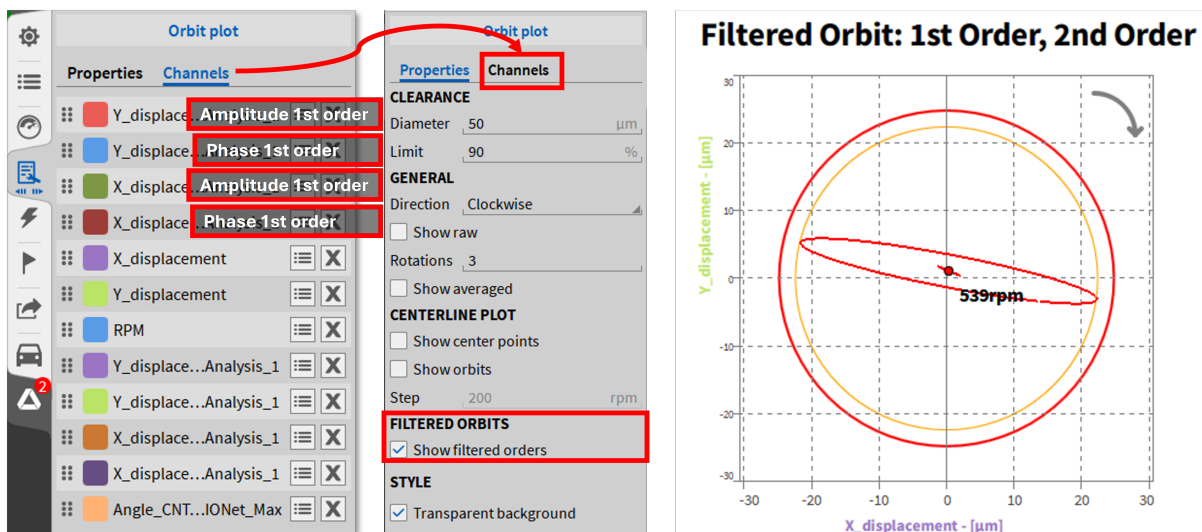 Orbit plot
Properties Channels
Y_displace... Amplitude 1st order
Y_displace... Phase 1st order
X_displace... Amplitude 1st order
X_displace... Phase 1st order
X_displacement
Y_displacement
RPM
Y_displace...Analysis_1
Y_displace...Analysis_1
X_displace...Analysis_1
X_displace...Analysis_1
Angle_CNT...IONet_Max
2
Orbit plot
Properties Channels
CLEARANCE
Diameter 50 μm
Limit 90 %
GENERAL
Direction Clockwise
Show raw
Rotations 3
Show averaged
CENTERLINE PLOT
Show center points
Show orbits
Step 200 rpm
FILTERED ORBITS
Show filtered orders
STYLE
Transparent background
Filtered Orbit: 1st Order, 2nd Order
30
20
10
0
-10
-20
-30
Y_displacement - [μm]
539rpm
-30 -20 -10 0 10 20 30
X_displacement - [μm]